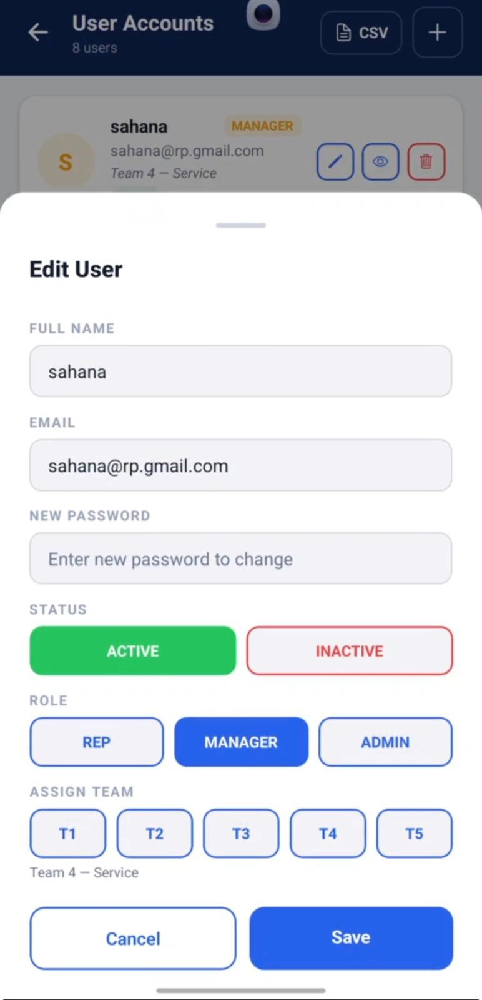 User Accounts
8 users
CSV
sahana
MANAGER
S
sahana@rp.gmail.com
Team 4 — Service
Edit User
FULL NAME
sahana
EMAIL
sahana@rp.gmail.com
NEW PASSWORD
Enter new password to change
STATUS
ACTIVE
INACTIVE
ROLE
REP
MANAGER
ADMIN
ASSIGN TEAM
T1
T2
T3
T4
T5
Team 4 — Service
Cancel
Save